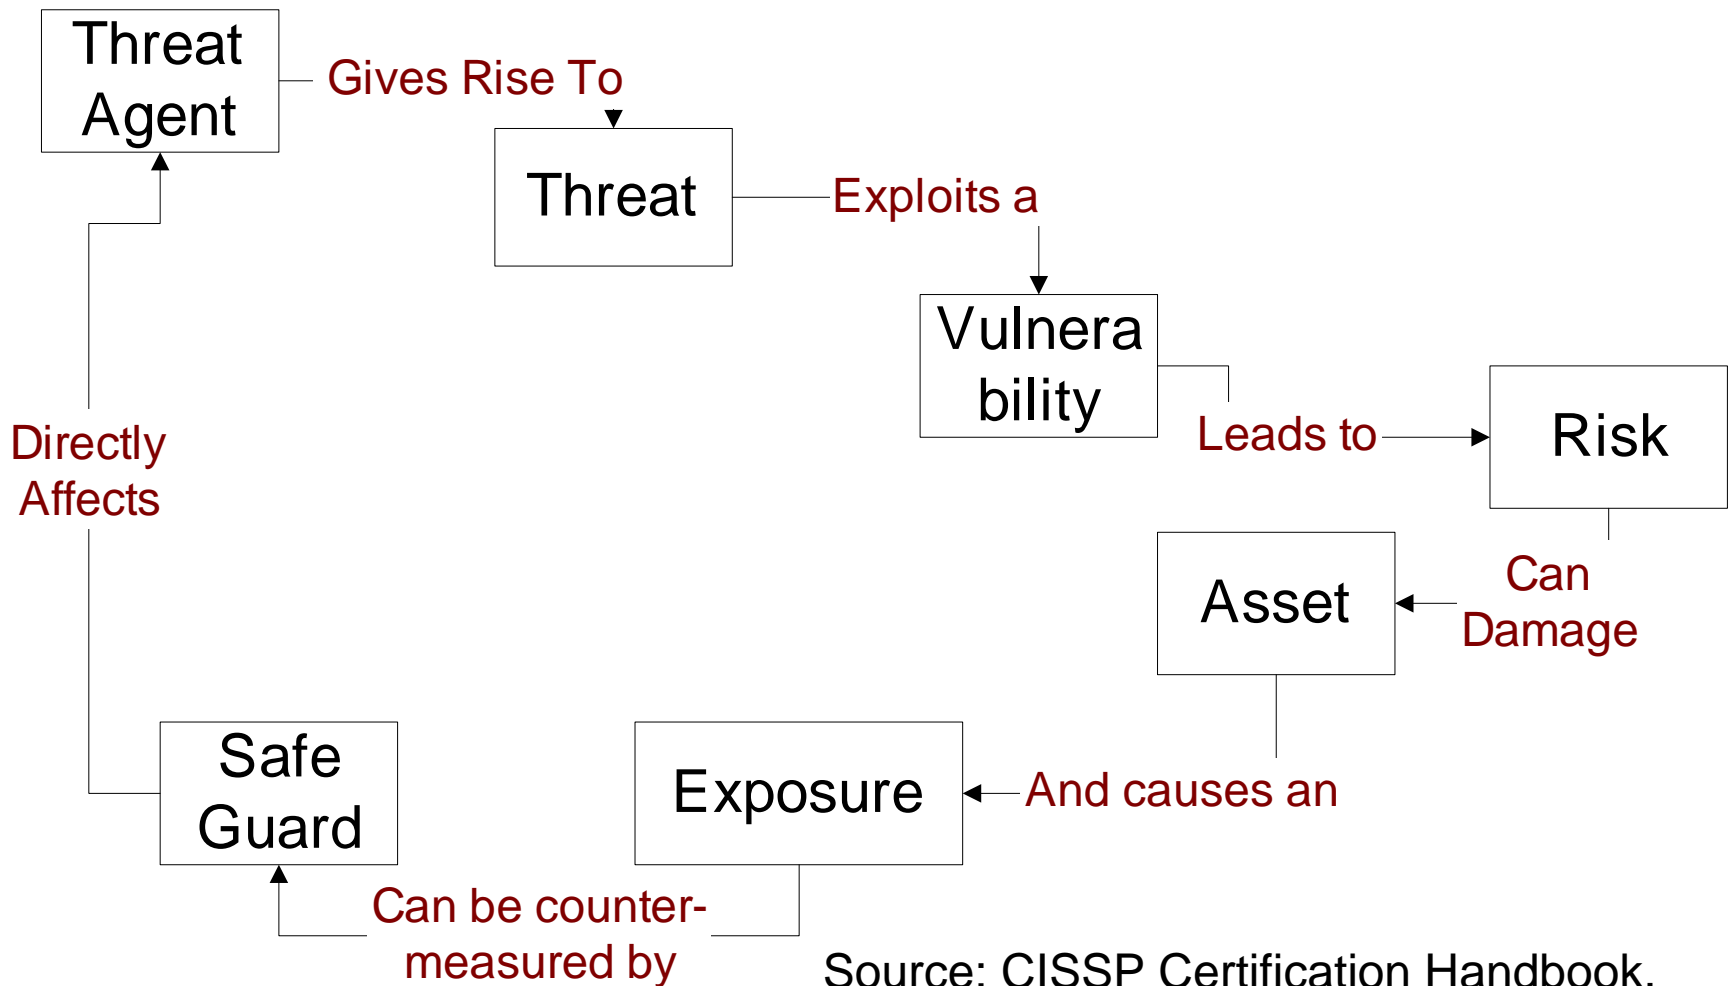 Threat
Agent
Gives Rise To
Threat
Exploits a
Vulnera
bility
Leads to
Risk
Directly
Affects
Can
Damage
Asset
Safe
Guard
Exposure
And causes an
Can be counter-
measured by
Source: CISSP Certification Handbook.